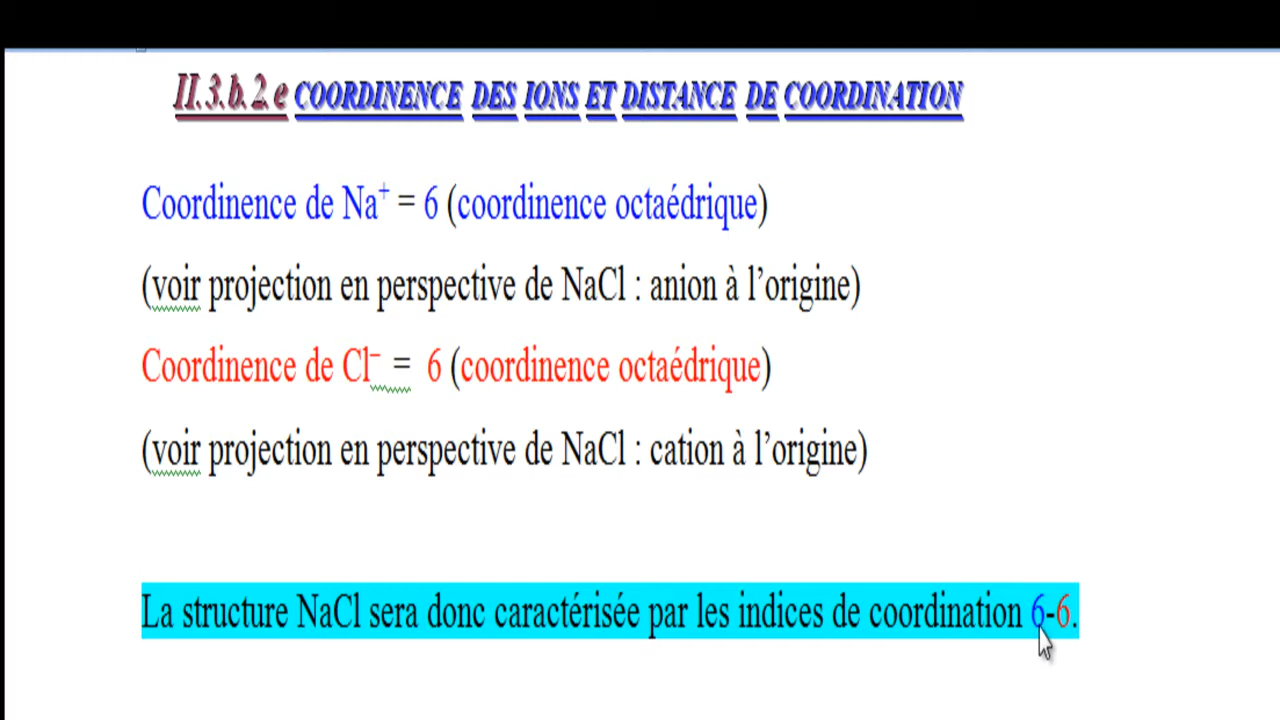 II.3.b.2.e COORDINENCE DES IONS ET DISTANCE DE COORDINATION
Coordinence de Na⁺ = 6 (coordinence octaédrique)
(voir projection en perspective de NaCl : anion à l’origine)
Coordinence de Cl⁻ = 6 (coordinence octaédrique)
(voir projection en perspective de NaCl : cation à l’origine)
La structure NaCl sera donc caractérisée par les indices de coordination 6-6.